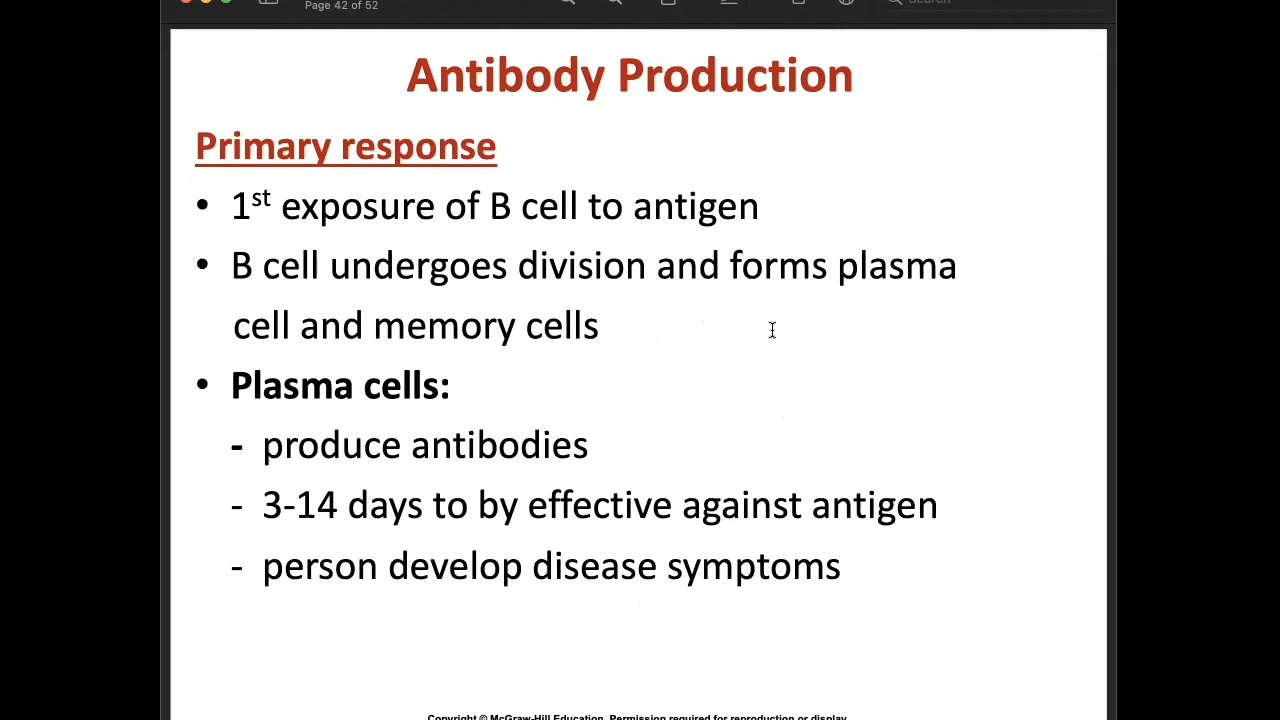 Page 42 of 52
Search
Antibody Production
Primary response
• 1st exposure of B cell to antigen
• B cell undergoes division and forms plasma
cell and memory cells
• Plasma cells:
- produce antibodies
- 3-14 days to by effective against antigen
- person develop disease symptoms
Copyright © McGraw-Hill Education. Permission required for reproduction or display.